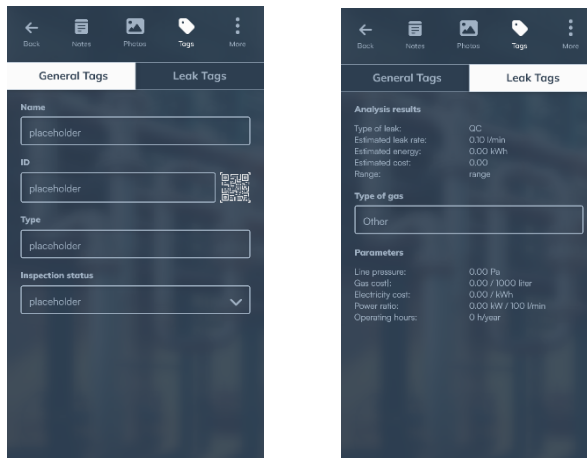 Back Notes Photos Tags More
General Tags Leak Tags
Name
placeholder
ID
placeholder
Type
placeholder
Inspection status
placeholder
Back Notes Photos Tags More
General Tags Leak Tags
Analysis results
Type of leak: QC
Estimated leak rate: 0.10 l/min
Estimated energy: 0.00 kWh
Estimated cost: 0.00
Range: range
Type of gas
Other
Parameters
Line pressure: 0.00 Pa
Gas costl: 0.00 / 1000 liter
Electricity cost: 0.00 / kWh
Power ratio: 0.00 kW / 100 l/min
Operating hours: 0 h/year